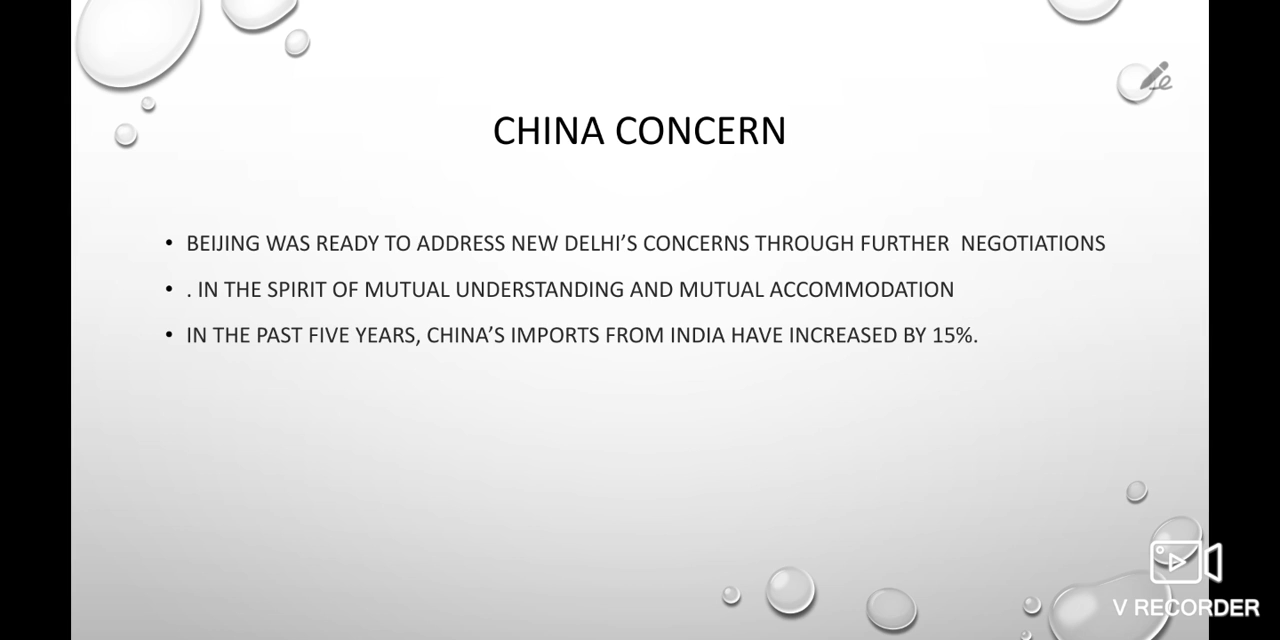 CHINA CONCERN
• BEIJING WAS READY TO ADDRESS NEW DELHI’S CONCERNS THROUGH FURTHER  NEGOTIATIONS
• . IN THE SPIRIT OF MUTUAL UNDERSTANDING AND MUTUAL ACCOMMODATION
• IN THE PAST FIVE YEARS, CHINA’S IMPORTS FROM INDIA HAVE INCREASED BY 15%.
V RECORDER